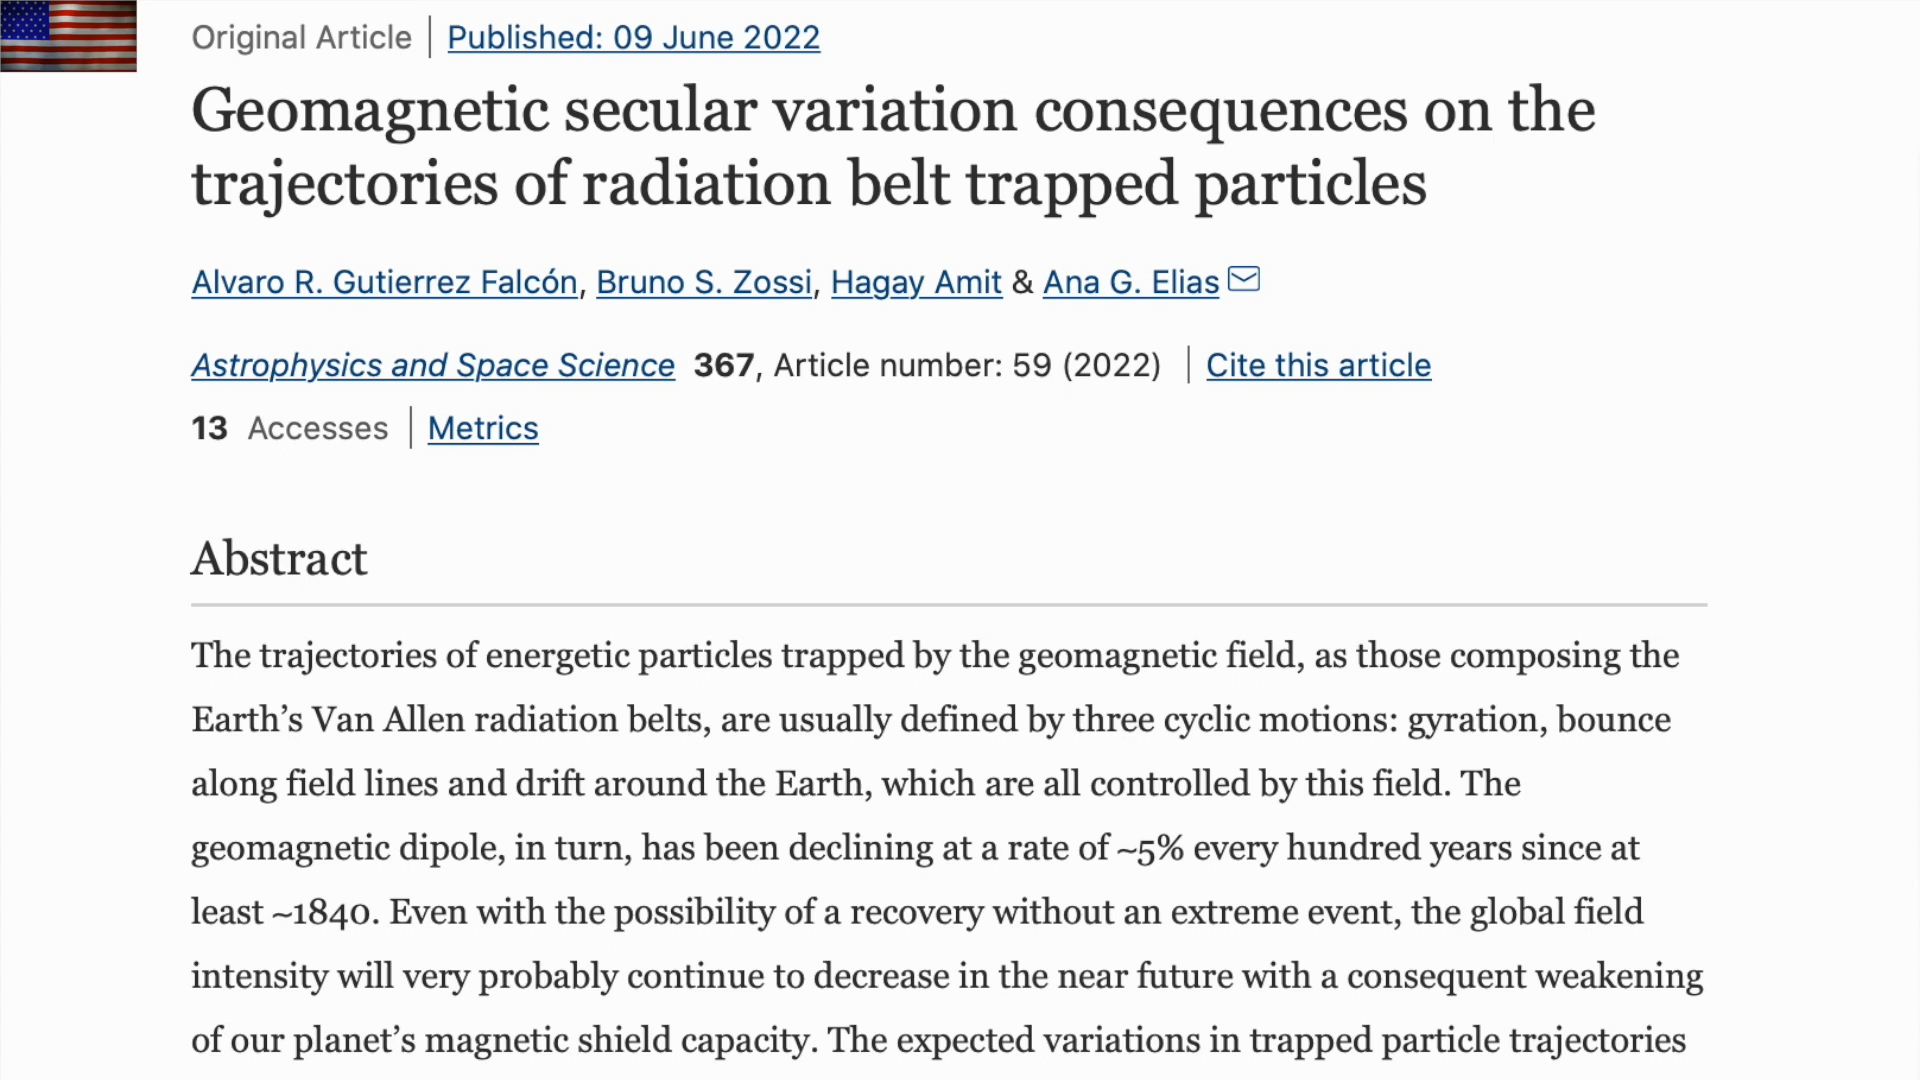 Original Article | Published: 09 June 2022
Geomagnetic secular variation consequences on the
trajectories of radiation belt trapped particles
Alvaro R. Gutierrez Falcón, Bruno S. Zossi, Hagay Amit & Ana G. Elias
Astrophysics and Space Science 367, Article number: 59 (2022) | Cite this article
13 Accesses | Metrics
Abstract
The trajectories of energetic particles trapped by the geomagnetic field, as those composing the
Earth’s Van Allen radiation belts, are usually defined by three cyclic motions: gyration, bounce
along field lines and drift around the Earth, which are all controlled by this field. The
geomagnetic dipole, in turn, has been declining at a rate of ~5% every hundred years since at
least ~1840. Even with the possibility of a recovery without an extreme event, the global field
intensity will very probably continue to decrease in the near future with a consequent weakening
of our planet’s magnetic shield capacity. The expected variations in trapped particle trajectories